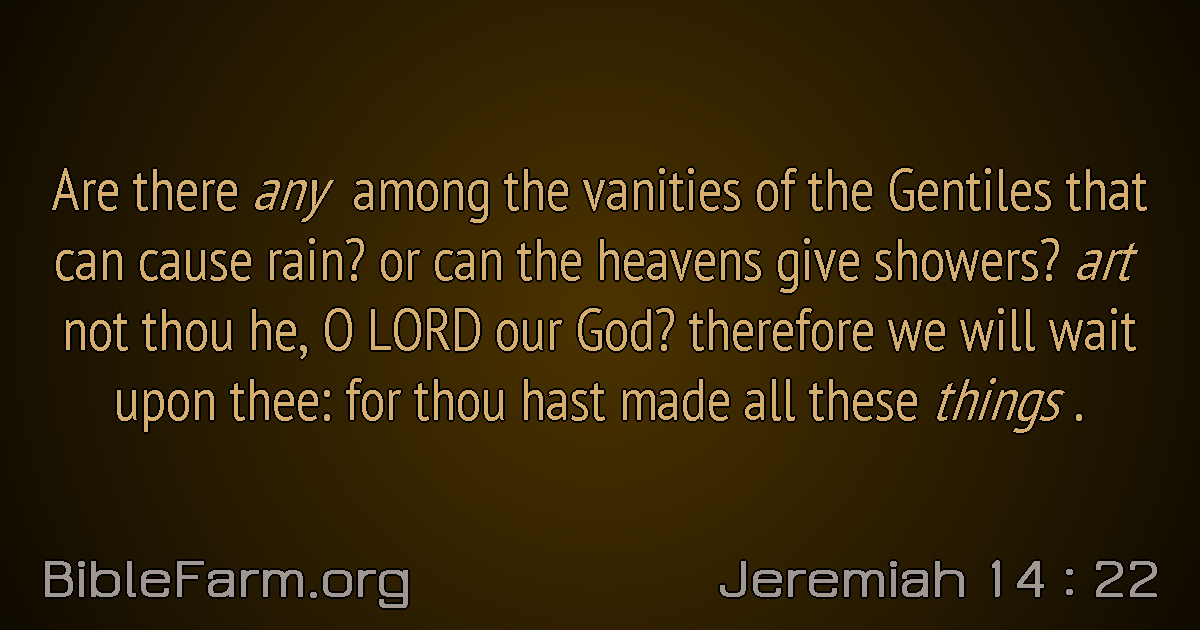 Are there any among the vanities of the Gentiles that
can cause rain? or can the heavens give showers? art
not thou he, O LORD our God? therefore we will wait
upon thee: for thou hast made all these things .
BibleFarm.org
Jeremiah 14 : 22